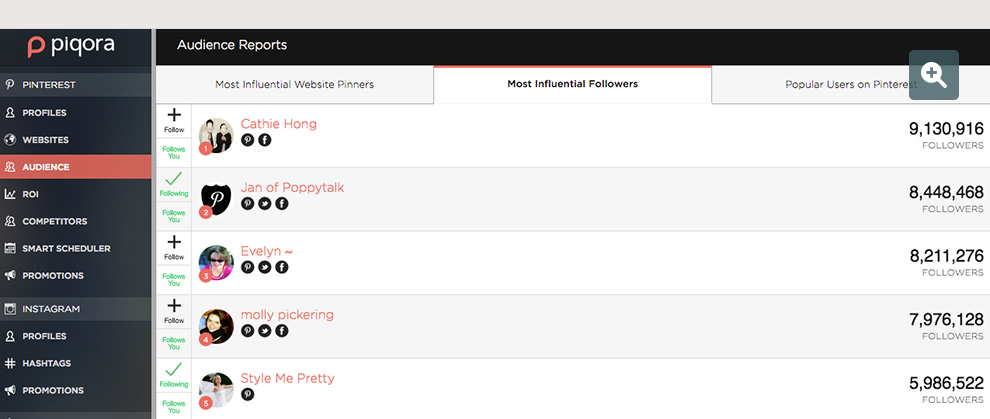 piqora
Audience Reports
PINTEREST
PROFILES
WEBSITES
AUDIENCE
ROI
COMPETITORS
SMART SCHEDULER
PROMOTIONS
INSTAGRAM
PROFILES
HASHTAGS
PROMOTIONS
Most Influential Website Pinners
Most Influential Followers
Popular Users on Pinterest
Follow
Follows
You
1
Cathie Hong
9,130,916
FOLLOWERS
Following
Follows
You
2
Jan of Poppytalk
8,448,468
FOLLOWERS
Follow
Follows
You
3
Evelyn ~
8,211,276
FOLLOWERS
Follow
Follows
You
4
molly pickering
7,976,128
FOLLOWERS
Following
Follows
You
5
Style Me Pretty
5,986,522
FOLLOWERS